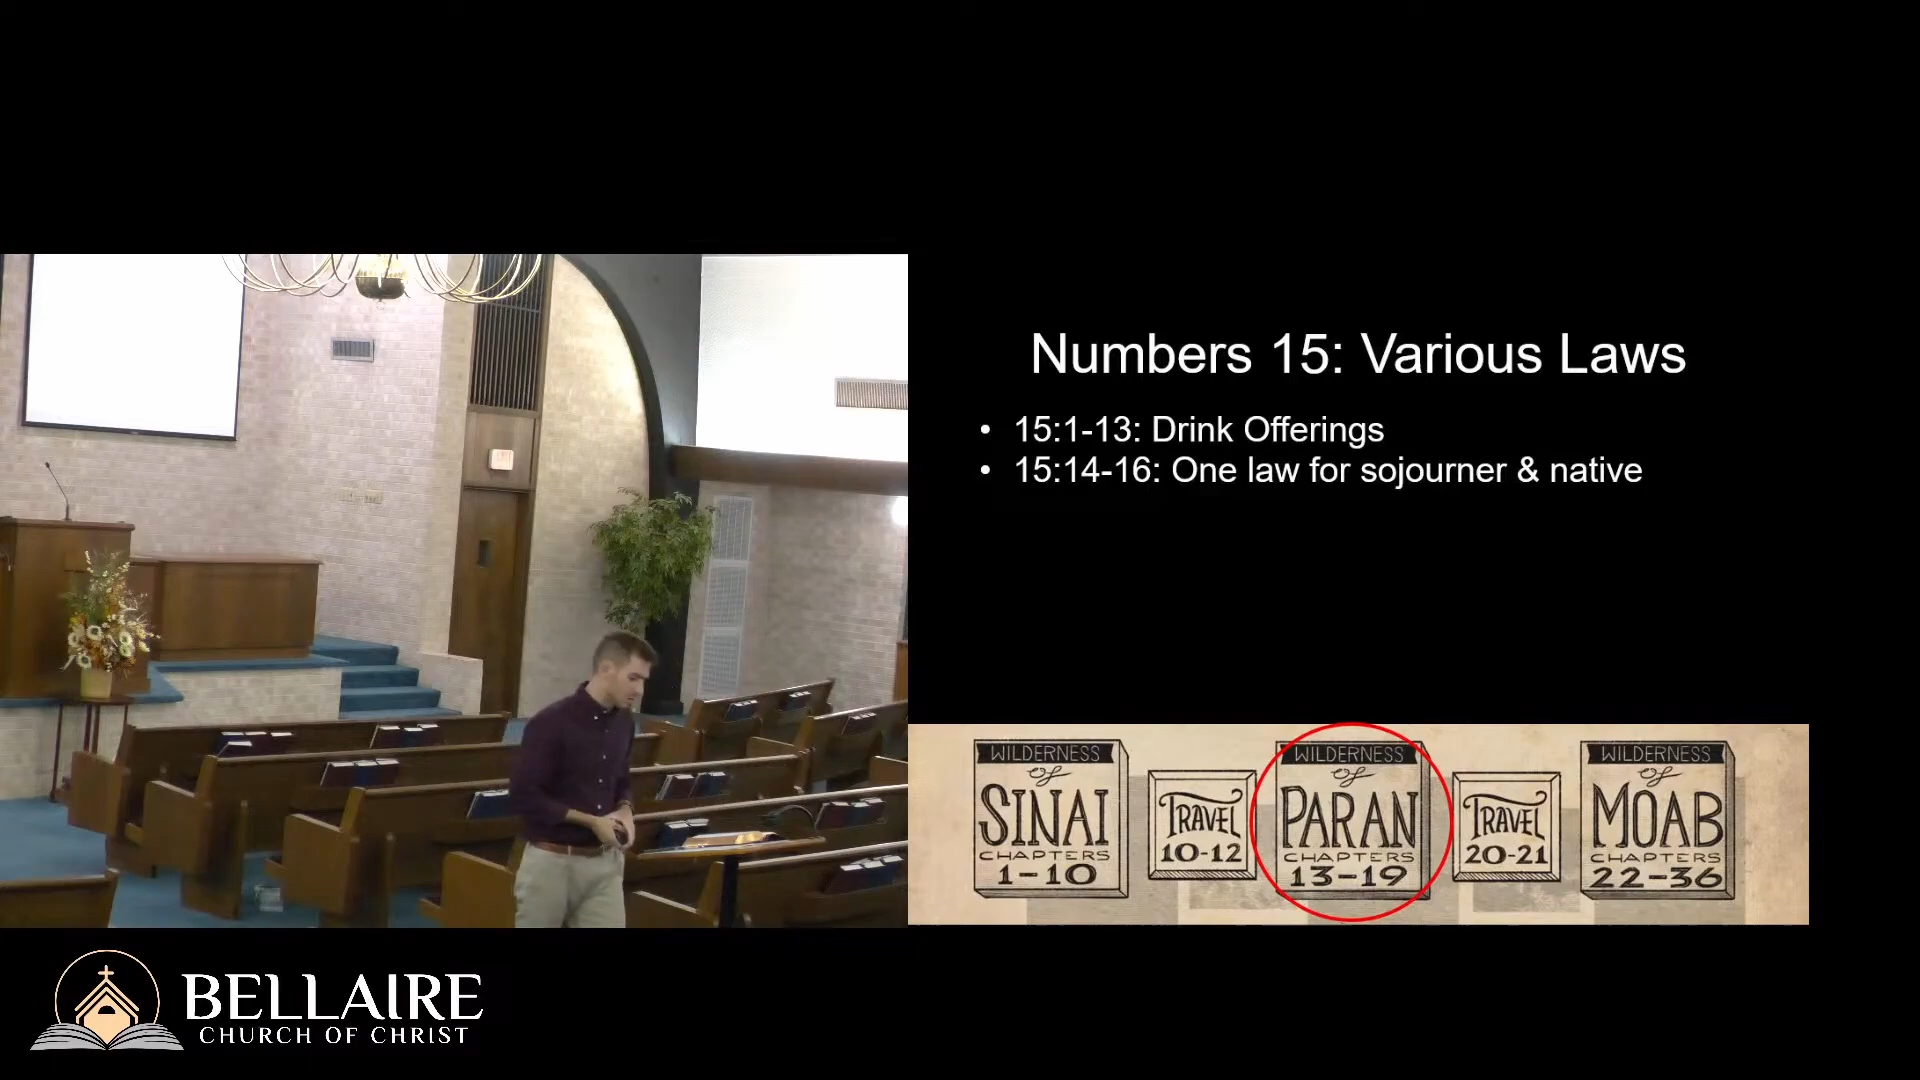 EXIT
Numbers 15: Various Laws
• 15:1-13: Drink Offerings
• 15:14-16: One law for sojourner & native
WILDERNESS
of
SINAI
CHAPTERS
1-10
TRAVEL
10-12
WILDERNESS
of
PARAN
CHAPTERS
13-19
TRAVEL
20-21
WILDERNESS
of
MOAB
CHAPTERS
22-36
BELLAIRE
CHURCH OF CHRIST